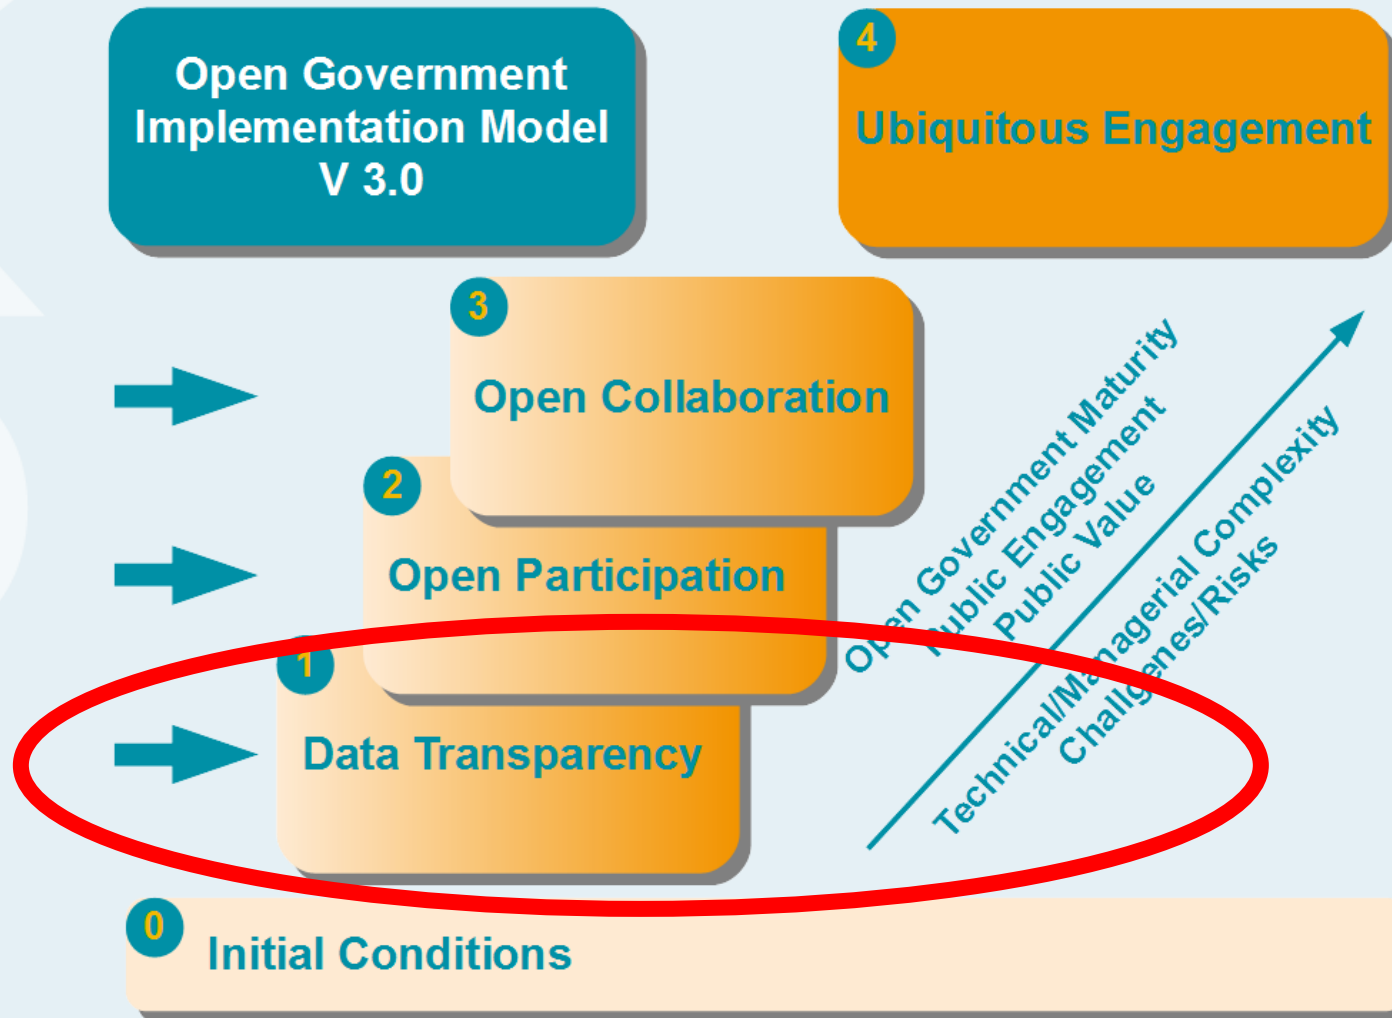 Open Government
Implementation Model
V 3.0
4
Ubiquitous Engagement
3
Open Collaboration
2
Open Participation
1
Data Transparency
Open Government Maturity
Public Engagement
Public Value
Technical/Managerial Complexity
Challgenes/Risks
0
Initial Conditions